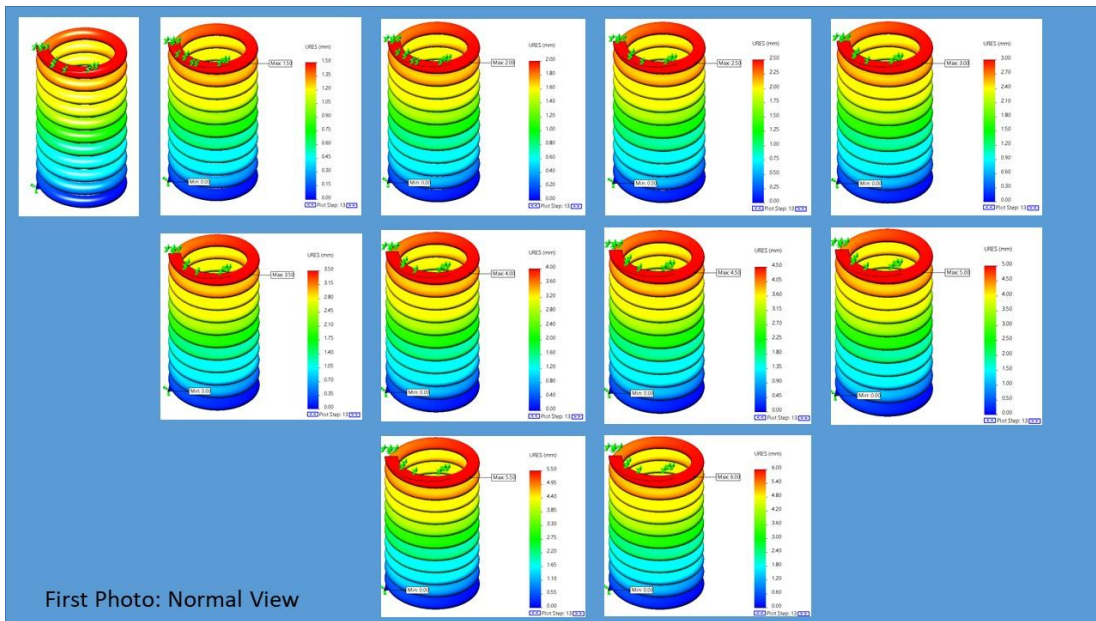 URES (mm)
Max: 1.50
1.50
1.35
1.20
1.05
0.90
0.75
0.60
0.45
0.30
0.15
0.00
Min: 0.00
Plot Step: 13
URES (mm)
Max: 2.00
2.00
1.80
1.60
1.40
1.20
1.00
0.80
0.60
0.40
0.20
0.00
Min: 0.00
Plot Step: 13
URES (mm)
Max: 2.50
2.50
2.25
2.00
1.75
1.50
1.25
1.00
0.75
0.50
0.25
0.00
Min: 0.00
Plot Step: 13
URES (mm)
Max: 3.00
3.00
2.70
2.40
2.10
1.80
1.50
1.20
0.90
0.60
0.30
0.00
Min: 0.00
Plot Step: 13
URES (mm)
Max: 3.50
3.50
3.15
2.80
2.45
2.10
1.75
1.40
1.05
0.70
0.35
0.00
Min: 0.00
Plot Step: 13
URES (mm)
Max: 4.00
4.00
3.60
3.20
2.80
2.40
2.00
1.60
1.20
0.80
0.40
0.00
Min: 0.00
Plot Step: 13
URES (mm)
Max: 4.50
4.50
4.05
3.60
3.15
2.70
2.25
1.80
1.35
0.90
0.45
0.00
Min: 0.00
Plot Step: 13
URES (mm)
Max: 5.00
5.00
4.50
4.00
3.50
3.00
2.50
2.00
1.50
1.00
0.50
0.00
Min: 0.00
Plot Step: 13
URES (mm)
Max: 5.50
5.50
4.95
4.40
3.85
3.30
2.75
2.20
1.65
1.10
0.55
0.00
Min: 0.00
Plot Step: 13
URES (mm)
Max: 6.00
6.00
5.40
4.80
4.20
3.60
3.00
2.40
1.80
1.20
0.60
0.00
Min: 0.00
Plot Step: 13
First Photo: Normal View